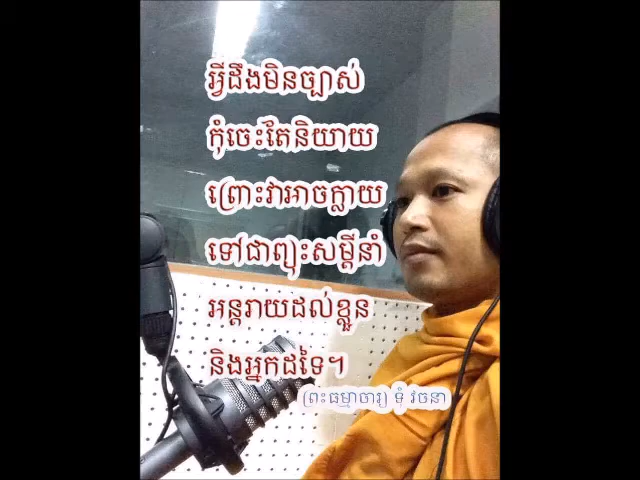 អ្វីដឹងមិនច្បាស់
កុំចេះតែនិយាយ
ព្រោះវាអាចក្លាយ
ទៅជាព្យុះសម្ដីនាំ
អន្តរាយដល់ខ្លួន
និងអ្នកដទៃ។
(ព្រះធម្មាចារ្យ) ទុំ វចនា